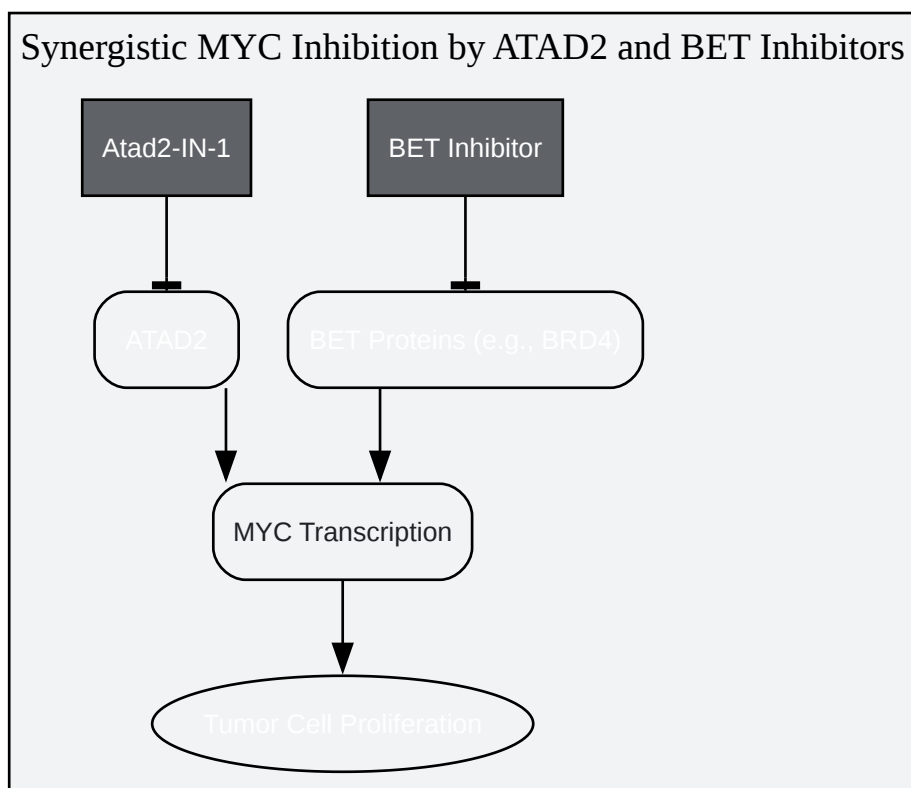 Synergistic MYC Inhibition by ATAD2 and BET Inhibitors
Atad2-IN-1
BET Inhibitor
ATAD2
BET Proteins (e.g., BRD4)
MYC Transcription
Tumor Cell Proliferation